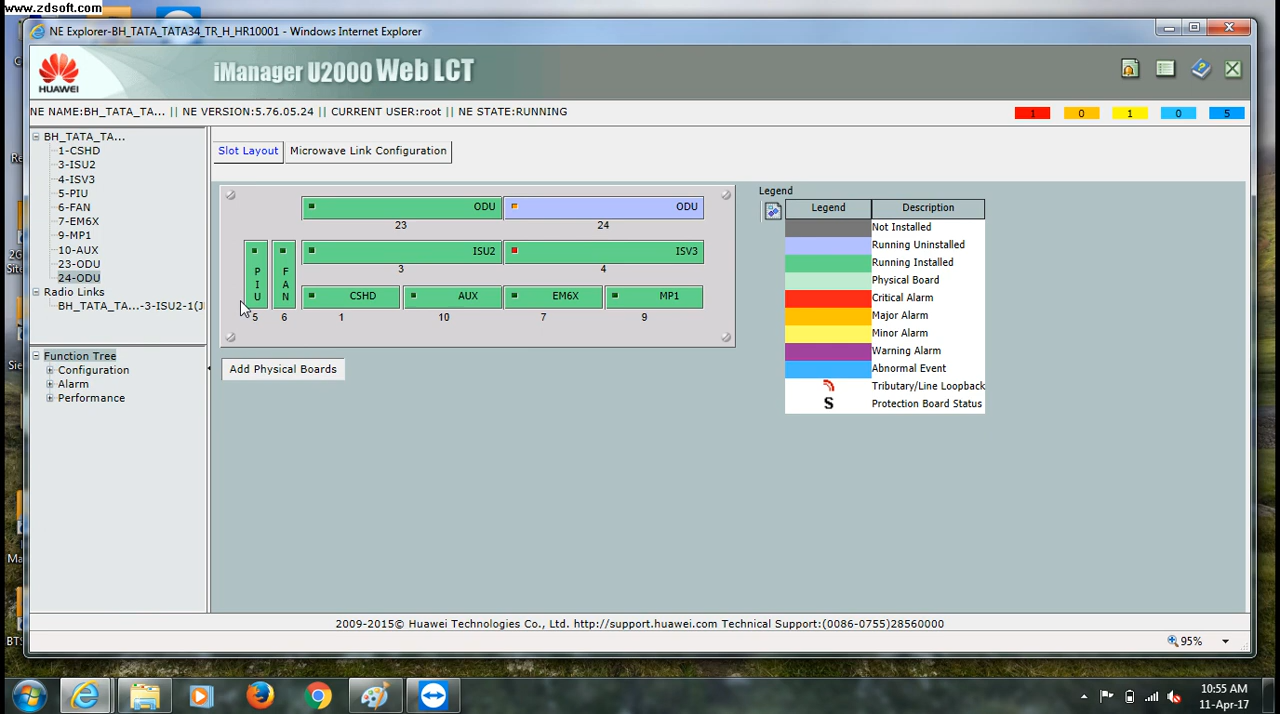 www.zdsoft.com
NE Explorer-BH_TATA_TATA34_TR_H_HR10001 - Windows Internet Explorer
HUAWEI
iManager U2000 Web LCT
NE NAME:BH_TATA_TA... || NE VERSION:5.76.05.24 || CURRENT USER:root || NE STATE:RUNNING
1 0 1 0 5
BH_TATA_TA...
1-CSHD
3-ISU2
4-ISV3
5-PIU
6-FAN
7-EM6X
9-MP1
10-AUX
23-ODU
24-ODU
Radio Links
BH_TATA_TA...-3-ISU2-1(J
Function Tree
Configuration
Alarm
Performance
Slot Layout
Microwave Link Configuration
ODU
ODU
23
24
PIU
FAN
ISU2
ISV3
3
4
CSHD
AUX
EM6X
MP1
5
6
1
10
7
9
Add Physical Boards
Legend
Legend Description
Not Installed
Running Uninstalled
Running Installed
Physical Board
Critical Alarm
Major Alarm
Minor Alarm
Warning Alarm
Abnormal Event
Tributary/Line Loopback
S Protection Board Status
2009-2015© Huawei Technologies Co., Ltd. http://support.huawei.com Technical Support:(0086-0755)28560000
95%
10:55 AM
11-Apr-17